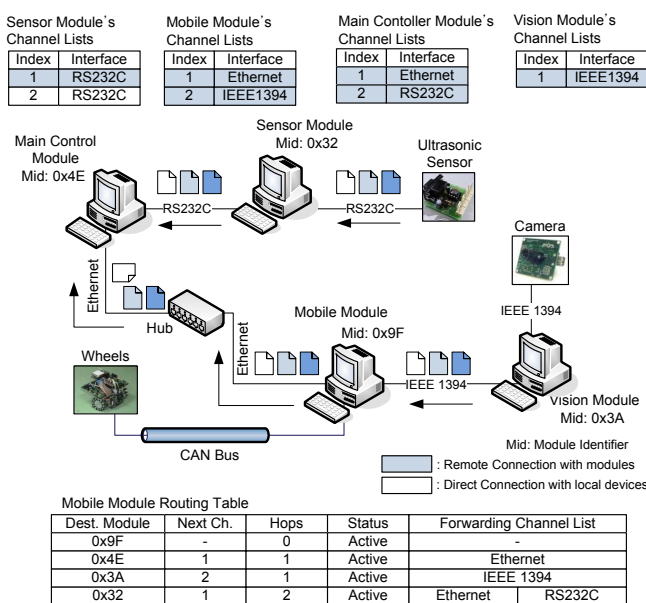 Sensor Module's
Channel Lists
Index Interface
1 RS232C
2 RS232C
Mobile Module's
Channel Lists
Index Interface
1 Ethernet
2 IEEE1394
Main Contoller Module's
Channel Lists
Index Interface
1 Ethernet
2 RS232C
Vision Module's
Channel Lists
Index Interface
1 IEEE1394
Main Control
Module
Mid: 0x4E
Sensor Module
Mid: 0x32
Ultrasonic
Sensor
RS232C
RS232C
Camera
IEEE 1394
Ethernet
Hub
Ethernet
Mobile Module
Mid: 0x9F
IEEE 1394
Vision Module
Mid: 0x3A
Wheels
CAN Bus
Mid: Module Identifier
: Remote Connection with modules
: Direct Connection with local devices
Mobile Module Routing Table
Dest. Module Next Ch. Hops Status Forwarding Channel List
0x9F - 0 Active -
0x4E 1 1 Active Ethernet
0x3A 2 1 Active IEEE 1394
0x32 1 2 Active Ethernet RS232C